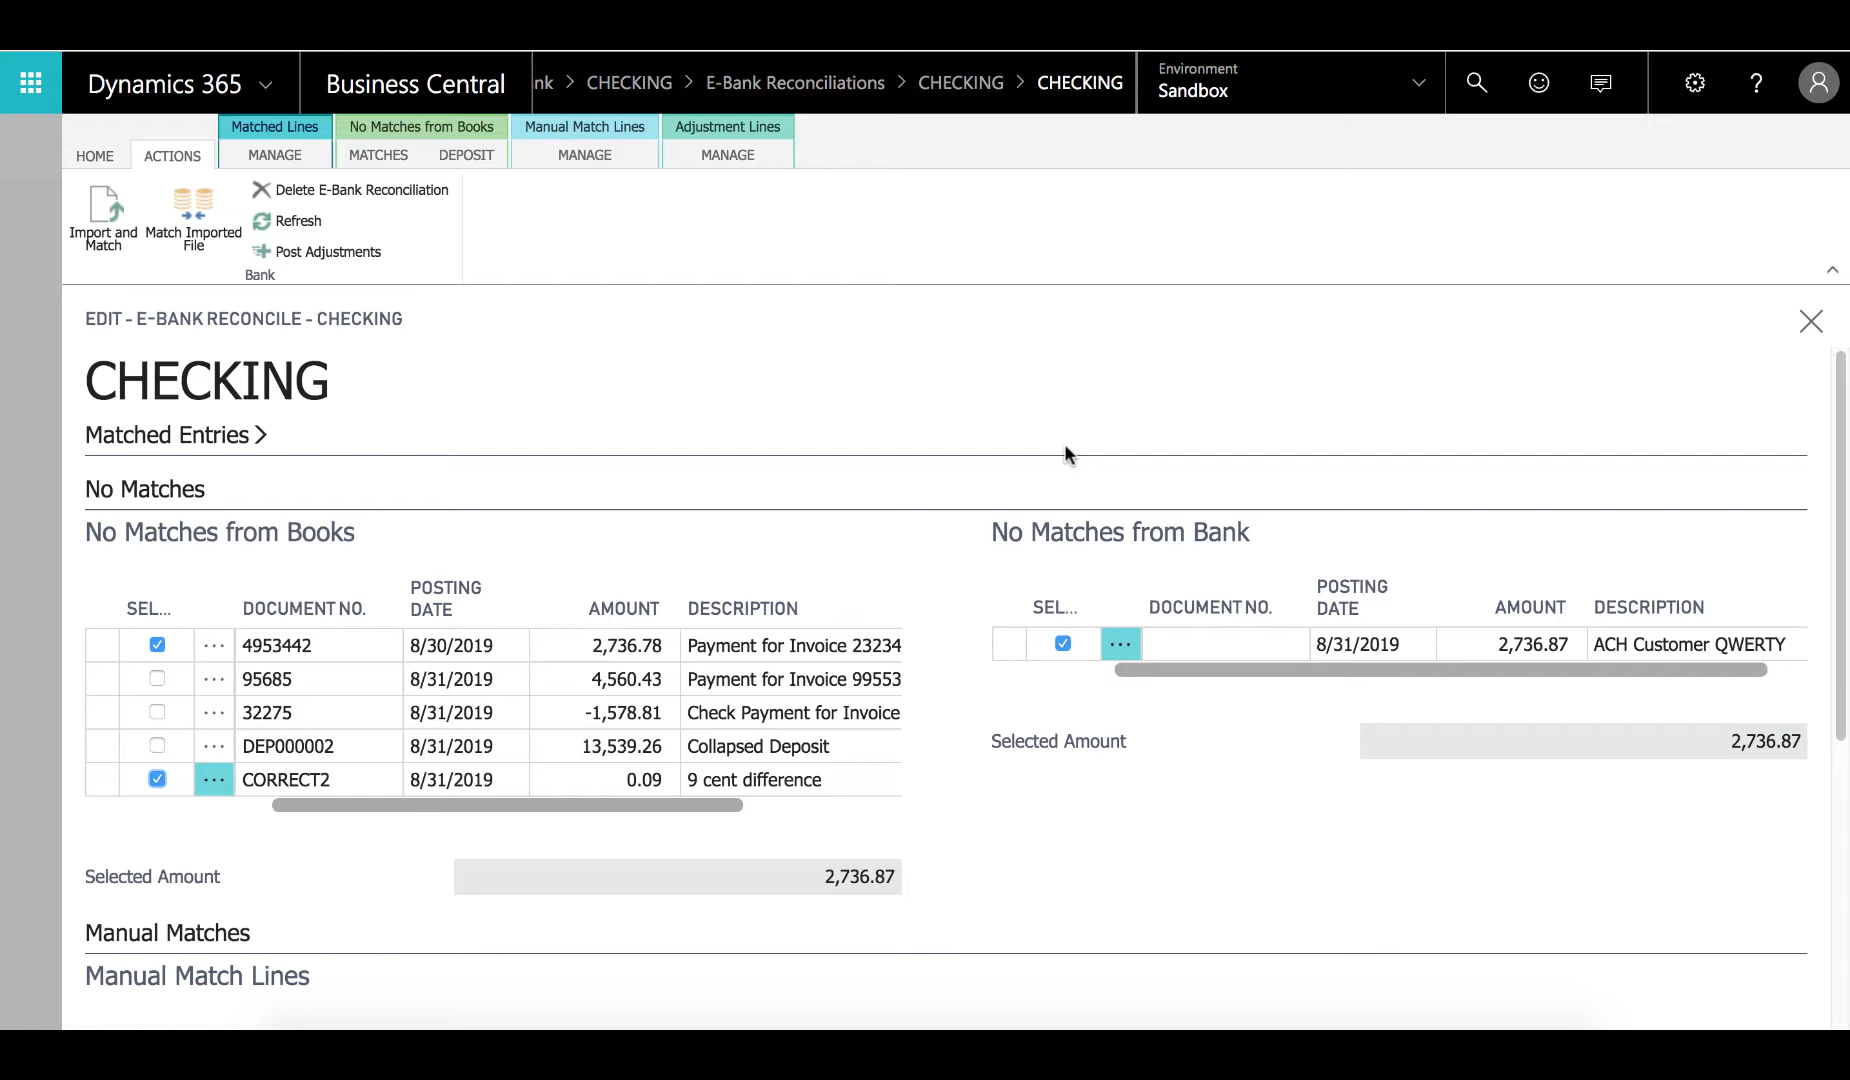 Dynamics 365
Business Central
nk > CHECKING > E-Bank Reconciliations > CHECKING > CHECKING
Environment
Sandbox
?
Matched Lines
No Matches from Books
Manual Match Lines
Adjustment Lines
HOME
ACTIONS
MANAGE
MATCHES
DEPOSIT
MANAGE
MANAGE
Import and Match
Match Imported File
Delete E-Bank Reconciliation
Refresh
Post Adjustments
Bank
EDIT - E-BANK RECONCILE - CHECKING
CHECKING
Matched Entries >
No Matches
No Matches from Books
SEL... DOCUMENT NO. POSTING DATE AMOUNT DESCRIPTION
... 4953442 8/30/2019 2,736.78 Payment for Invoice 23234
... 95685 8/31/2019 4,560.43 Payment for Invoice 99553
... 32275 8/31/2019 -1,578.81 Check Payment for Invoice
... DEP000002 8/31/2019 13,539.26 Collapsed Deposit
... CORRECT2 8/31/2019 0.09 9 cent difference
Selected Amount 2,736.87
No Matches from Bank
SEL... DOCUMENT NO. POSTING DATE AMOUNT DESCRIPTION
... 8/31/2019 2,736.87 ACH Customer QWERTY
Selected Amount 2,736.87
Manual Matches
Manual Match Lines